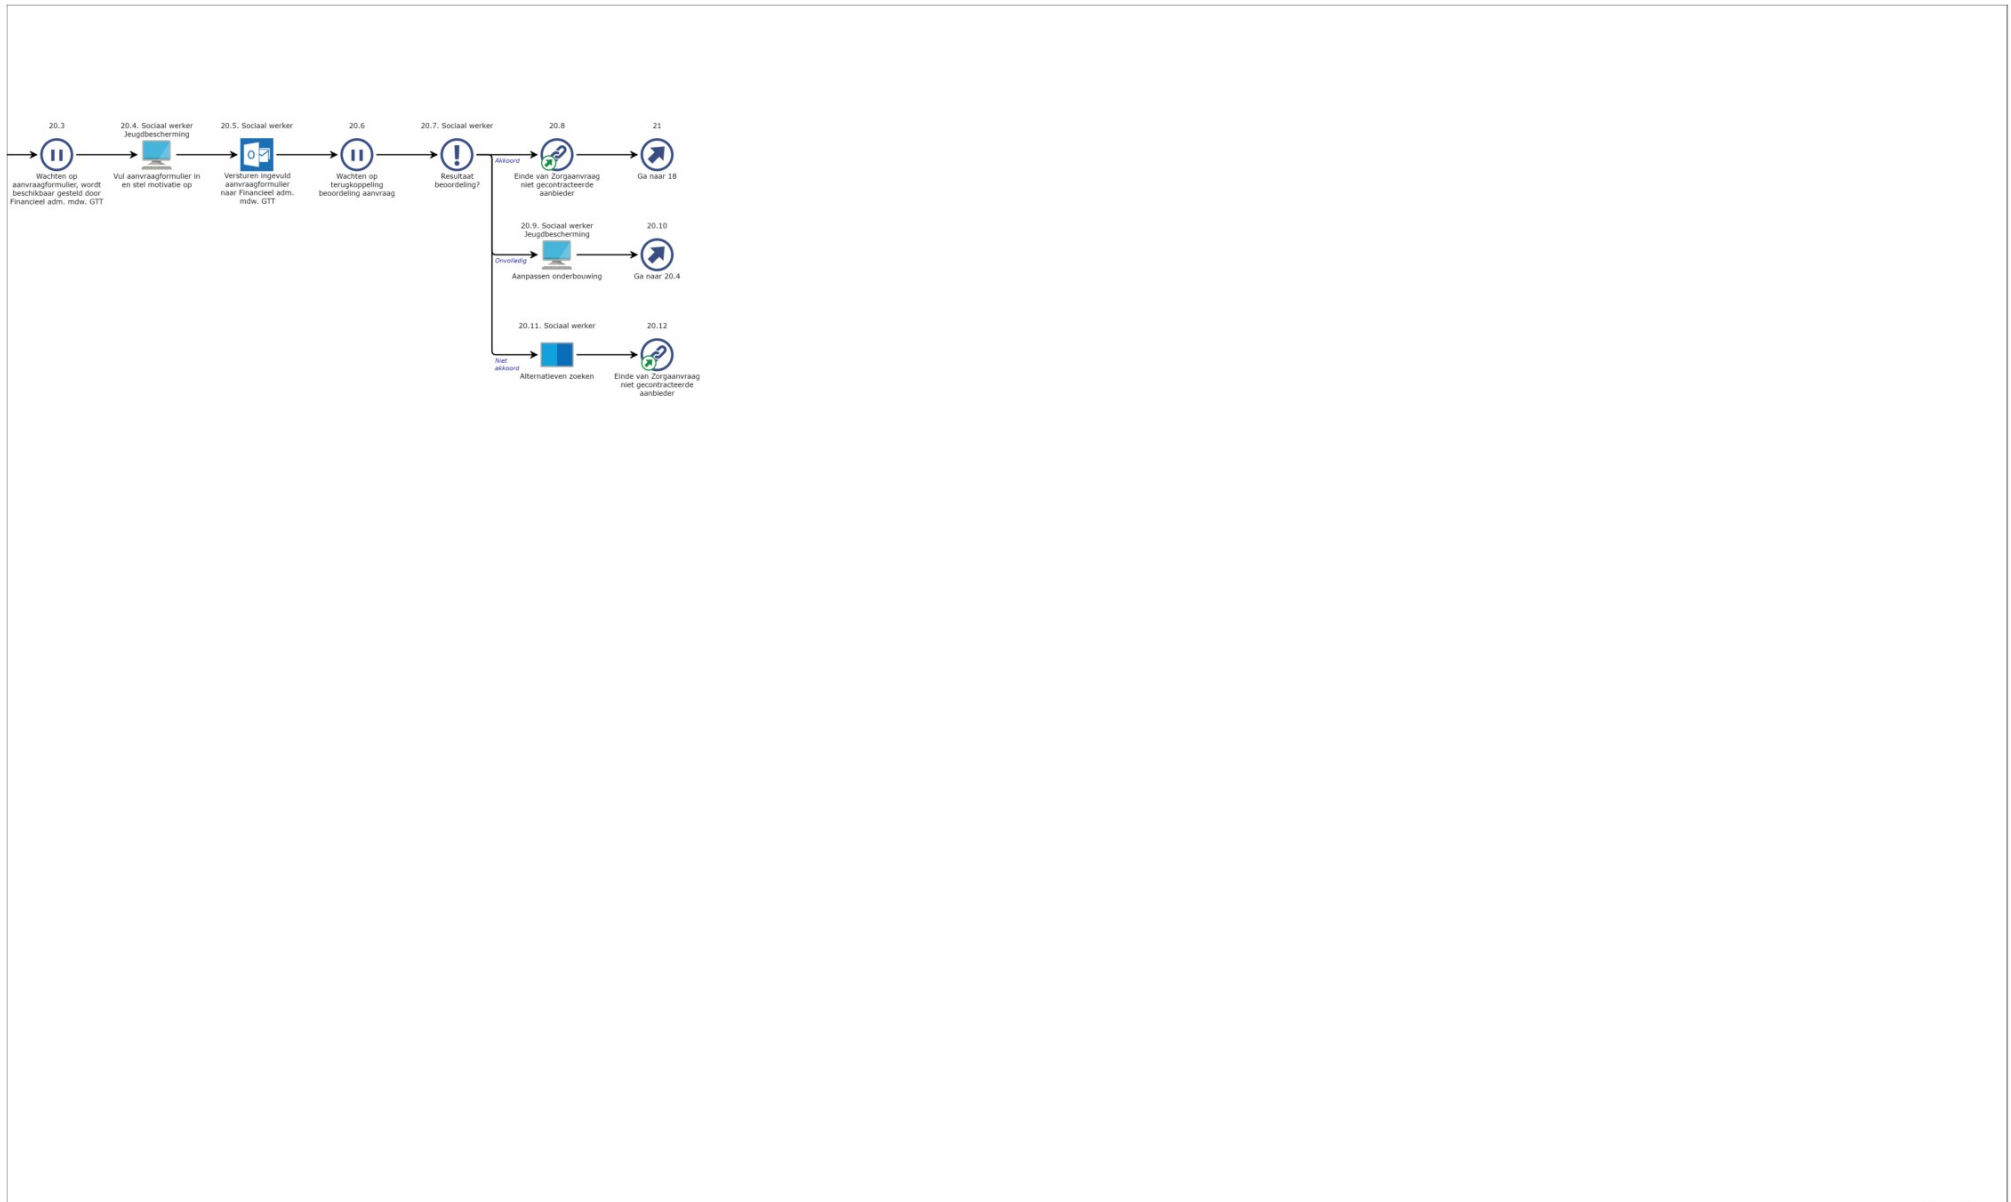 20.3
Wachten op
aanvraagformulier, wordt
beschikbaar gesteld door
Financieel adm. mdw. GTT
20.4. Sociaal werker
Jeugdbescherming
Vul aanvraagformulier in
en stel motivatie op
20.5. Sociaal werker
Versturen ingevuld
aanvraagformulier
naar Financieel adm.
mdw. GTT
20.6
Wachten op
terugkoppeling
beoordeling aanvraag
20.7. Sociaal werker
Resultaat
beoordeling?
Akkoord
20.8
Einde van Zorgaanvraag
niet gecontracteerde
aanbieder
21
Ga naar 18
Onvolledig
20.9. Sociaal werker
Jeugdbescherming
Aanpassen onderbouwing
20.10
Ga naar 20.4
Niet
akkoord
20.11. Sociaal werker
Alternatieven zoeken
20.12
Einde van Zorgaanvraag
niet gecontracteerde
aanbieder